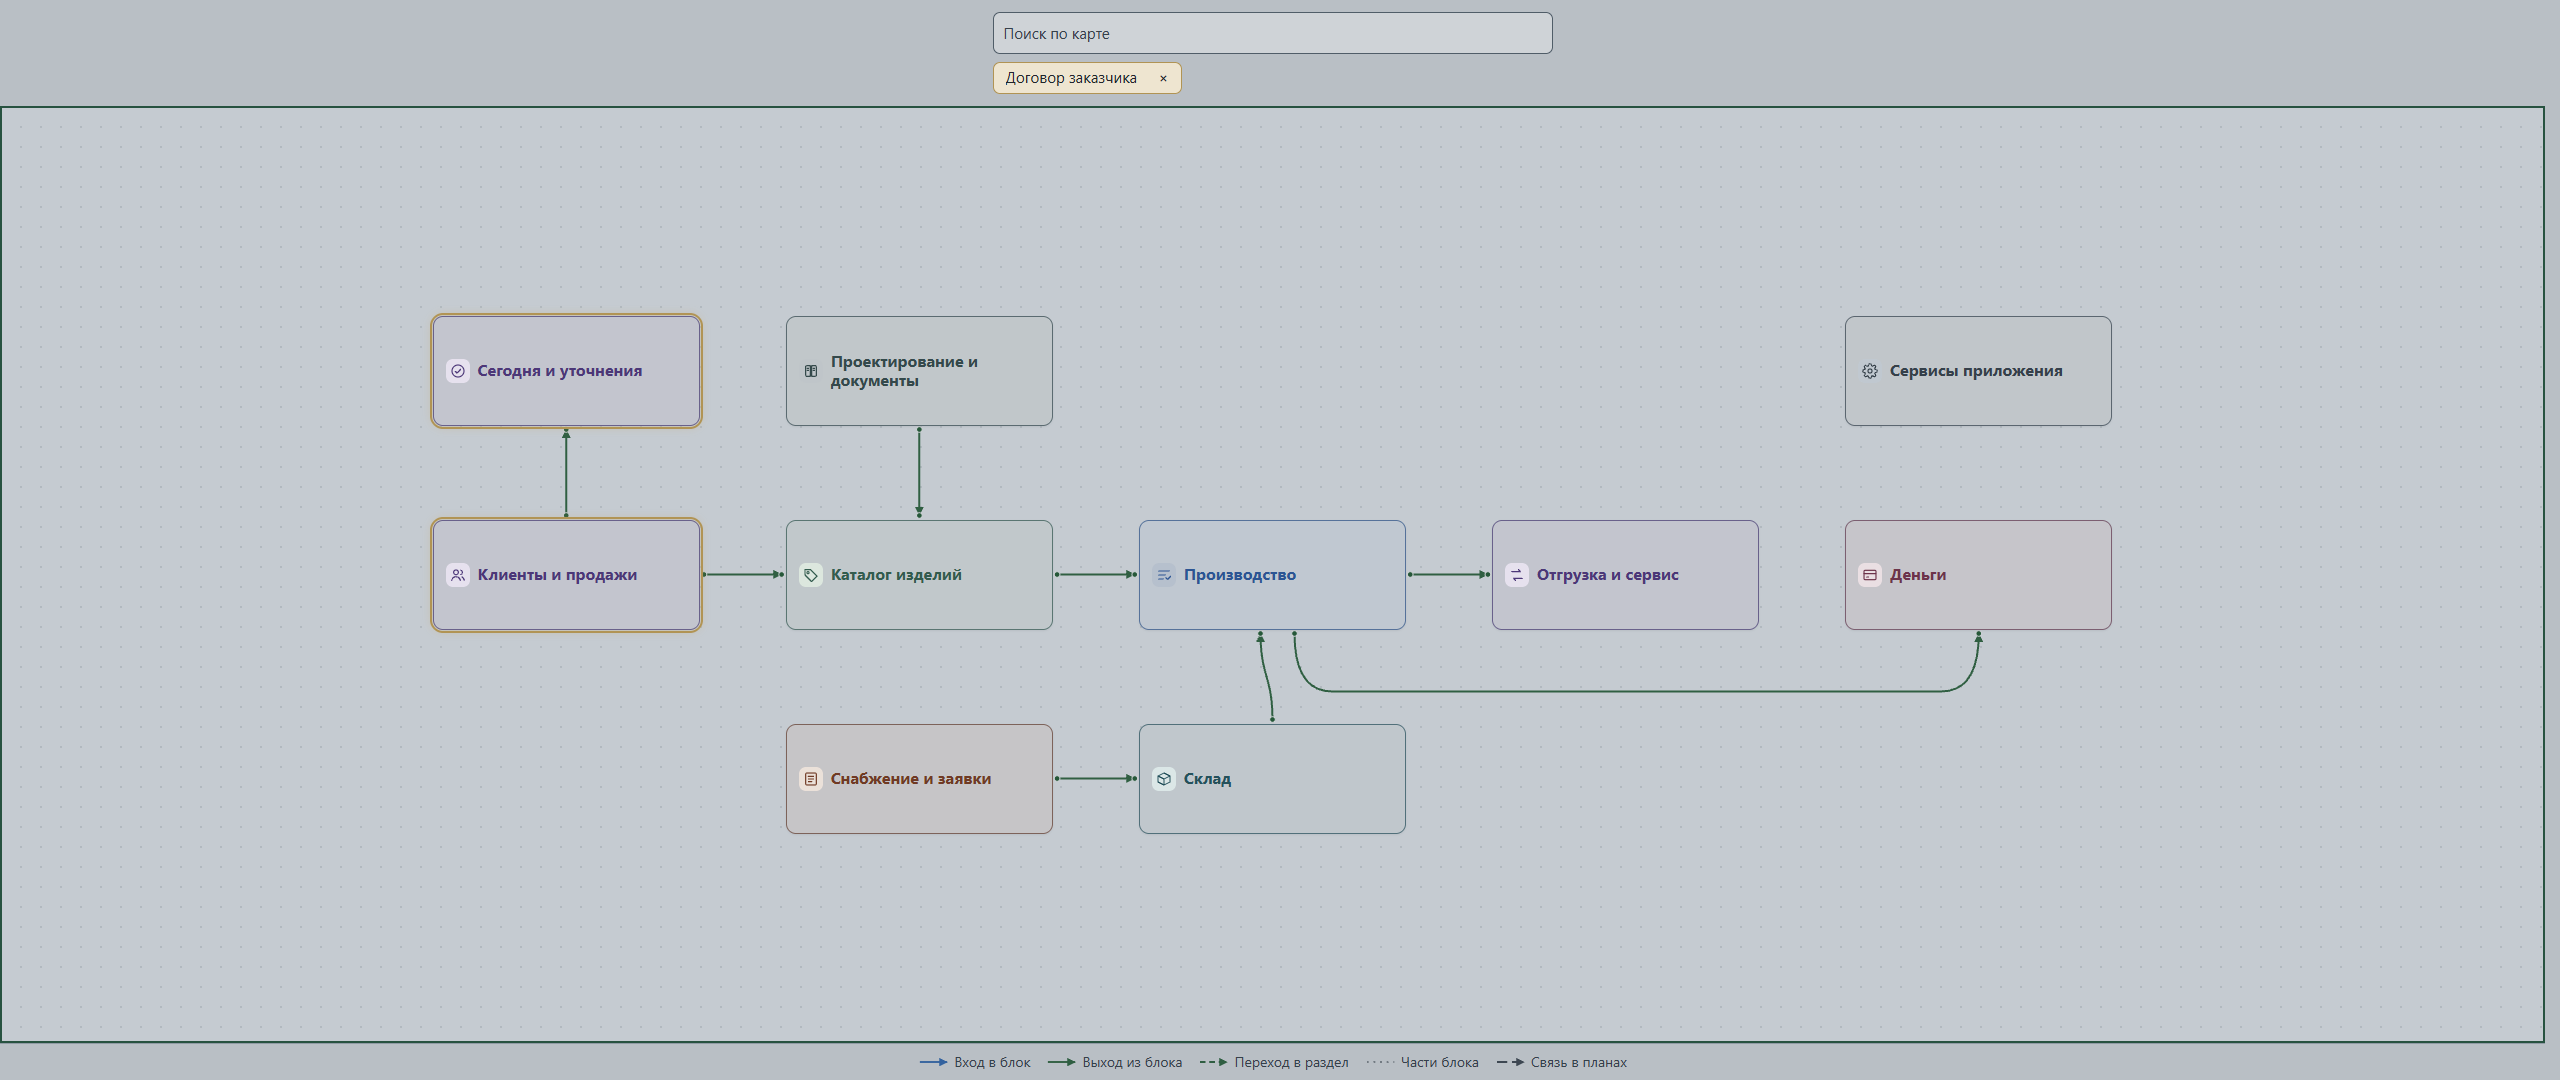 Поиск по карте
Договор заказчика ×
Сегодня и уточнения
Проектирование и
документы
Сервисы приложения
Клиенты и продажи
Каталог изделий
Производство
Отгрузка и сервис
Деньги
Снабжение и заявки
Склад
Вход в блок
Выход из блока
Переход в раздел
Части блока
Связь в планах